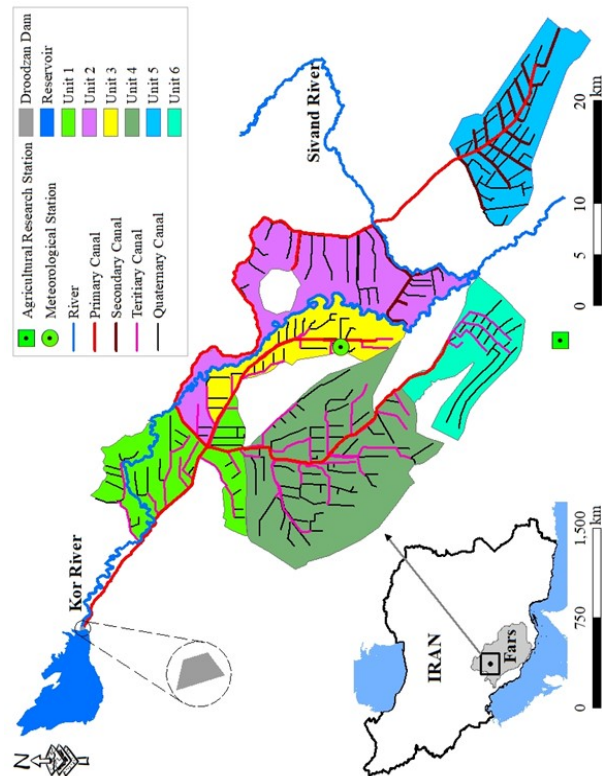 N
Kor River
Sivand River
Agricultural Research Station
Meteorological Station
River
Primary Canal
Secondary Canal
Teritiary Canal
Quaternary Canal
Droodzan Dam
Reservoir
Unit 1
Unit 2
Unit 3
Unit 4
Unit 5
Unit 6
IRAN
Fars
0 750 1.500
km
0 5 10 20
km